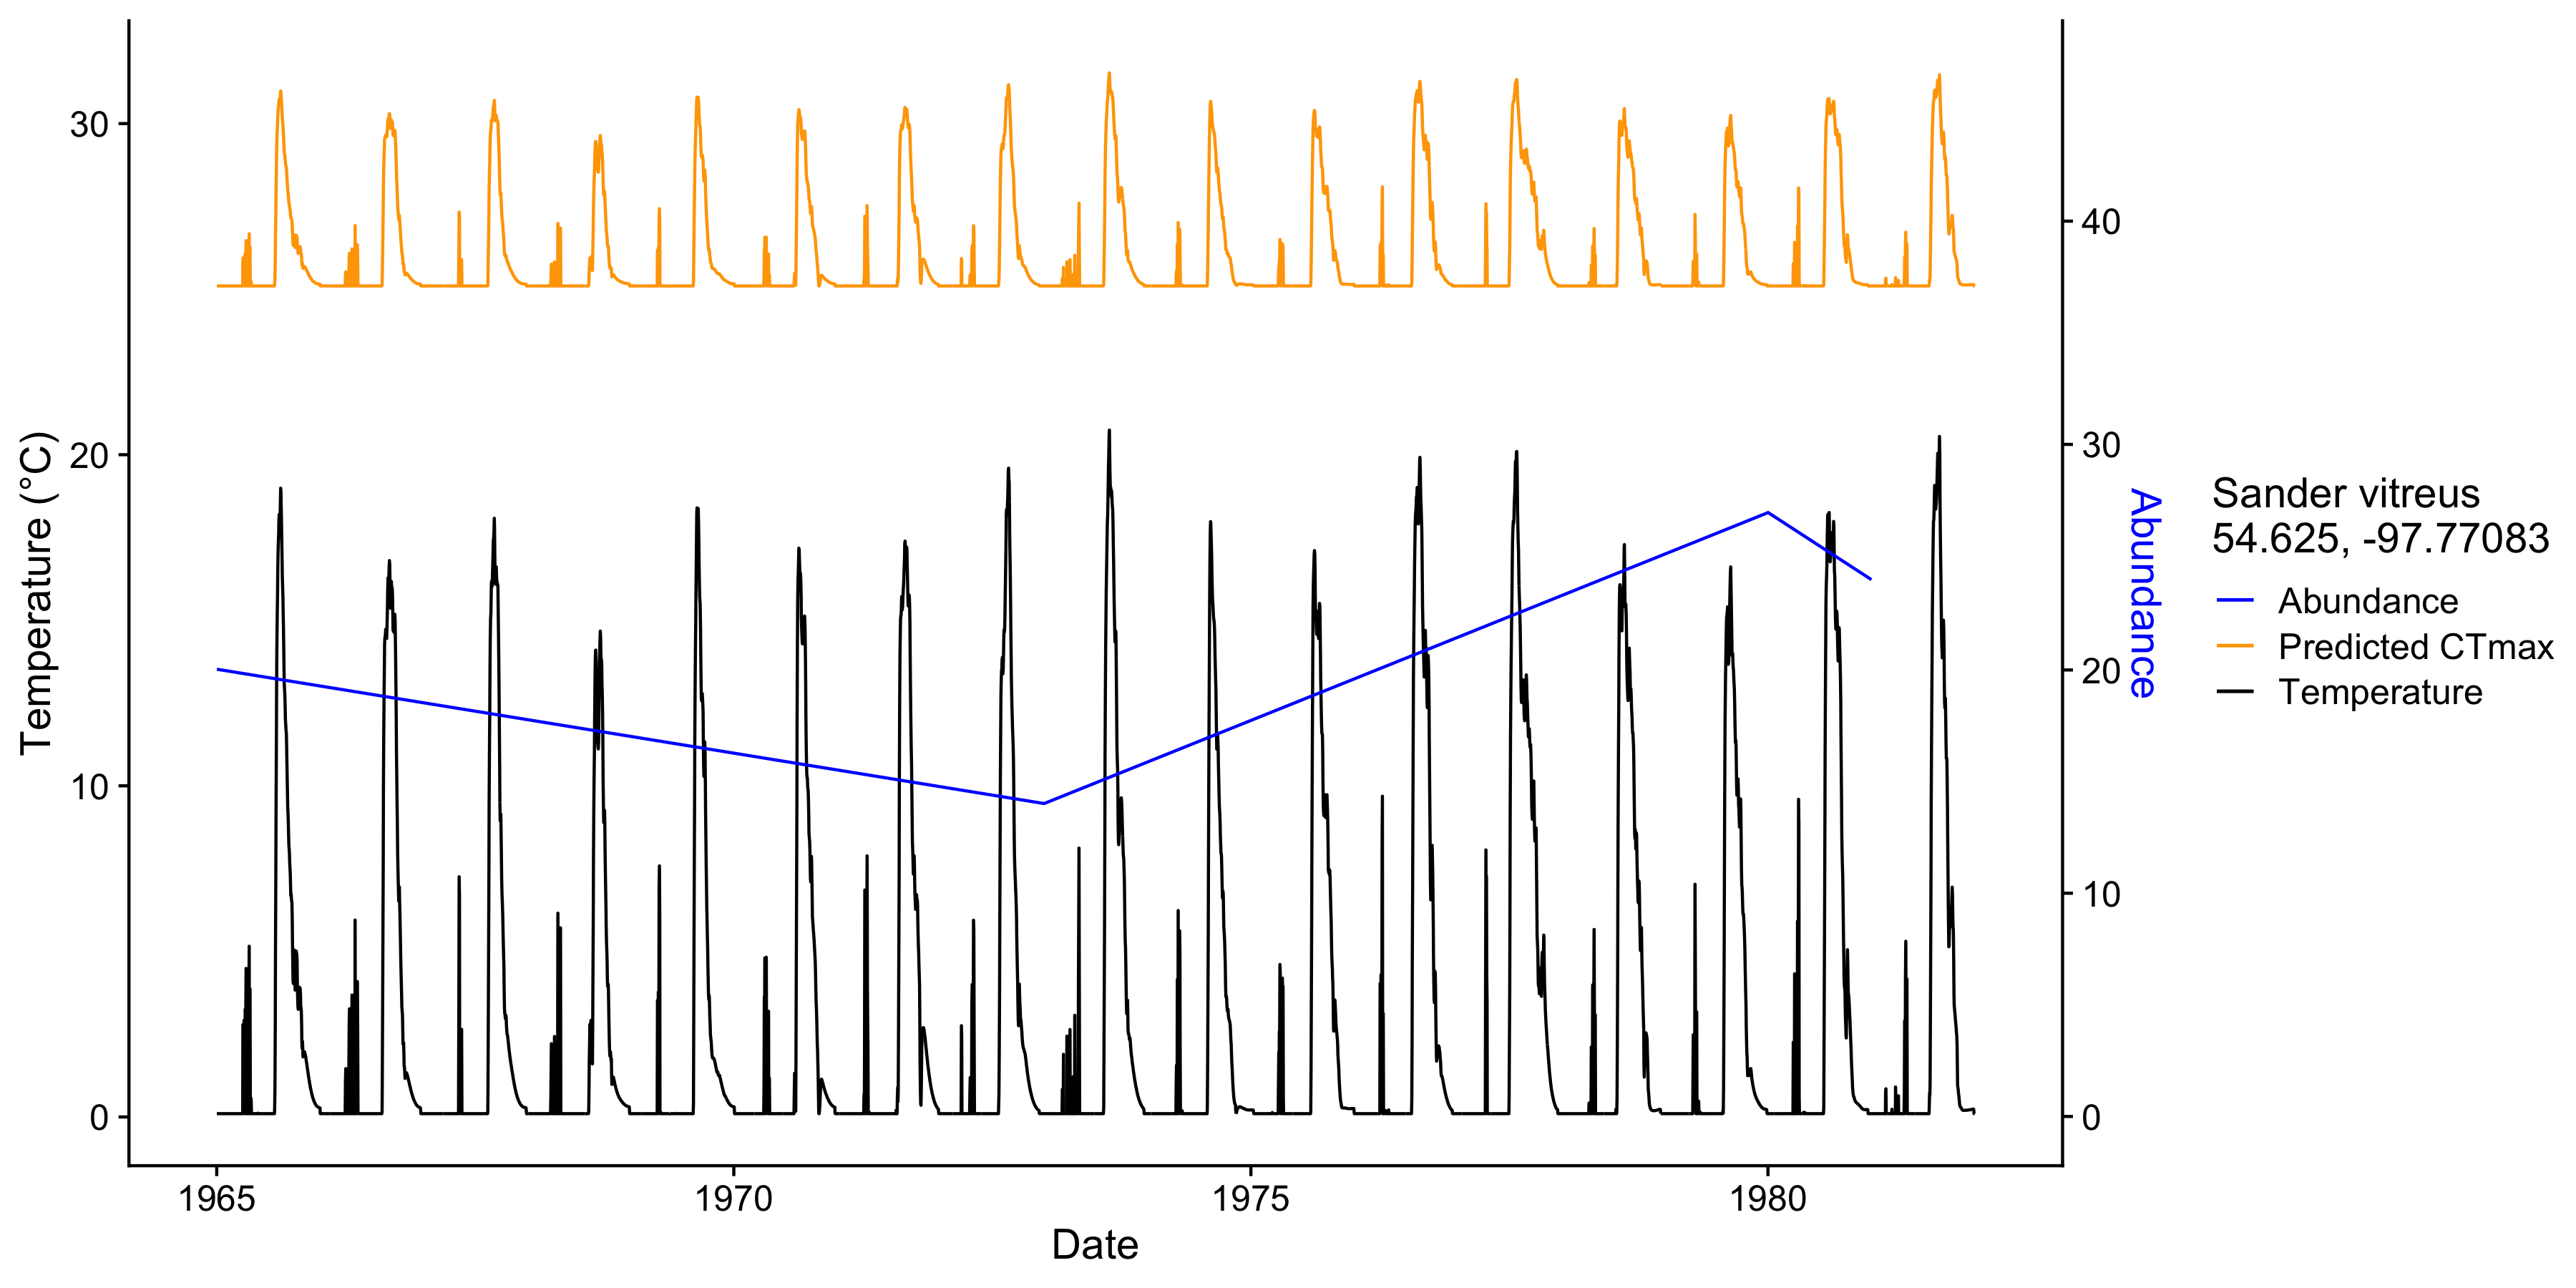 30
20
10
0
Temperature (°C)
1965
1970
1975
1980
Date
40
30
20
10
0
Abundance
Sander vitreus
54.625, -97.77083
Abundance
Predicted CTmax
Temperature